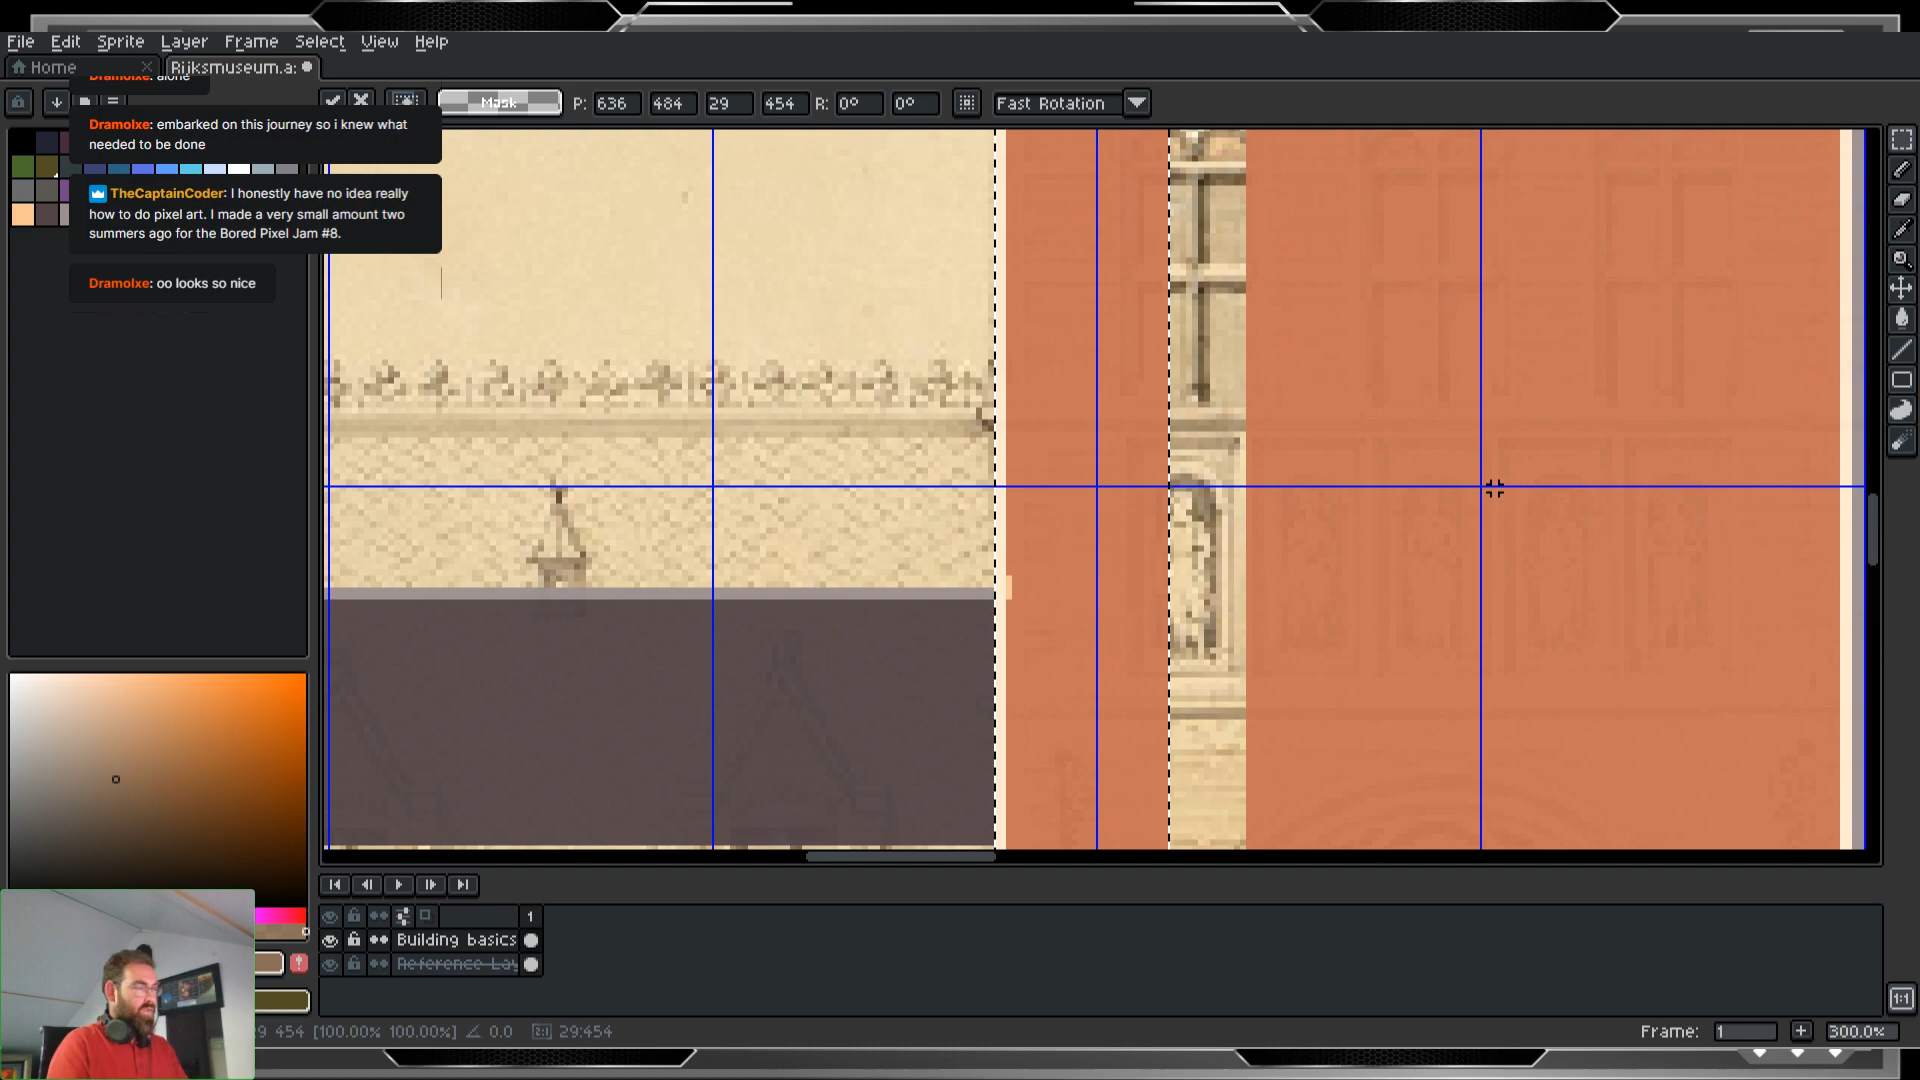 File Edit Sprite Layer Frame Select View Help
Home Rijksmuseum.a:
Dramolxe: alone
Mask P: 636 484 29 454 R: 0° 0° Fast Rotation
Dramolxe: embarked on this journey so i knew what
needed to be done
TheCaptainCoder: I honestly have no idea really
how to do pixel art. I made a very small amount two
summers ago for the Bored Pixel Jam #8.
Dramolxe: oo looks so nice
1
Building basics
Reference Lay
454 [100.00% 100.00%] 0.0 29:454
Frame: 1 + 300.0%
1:1